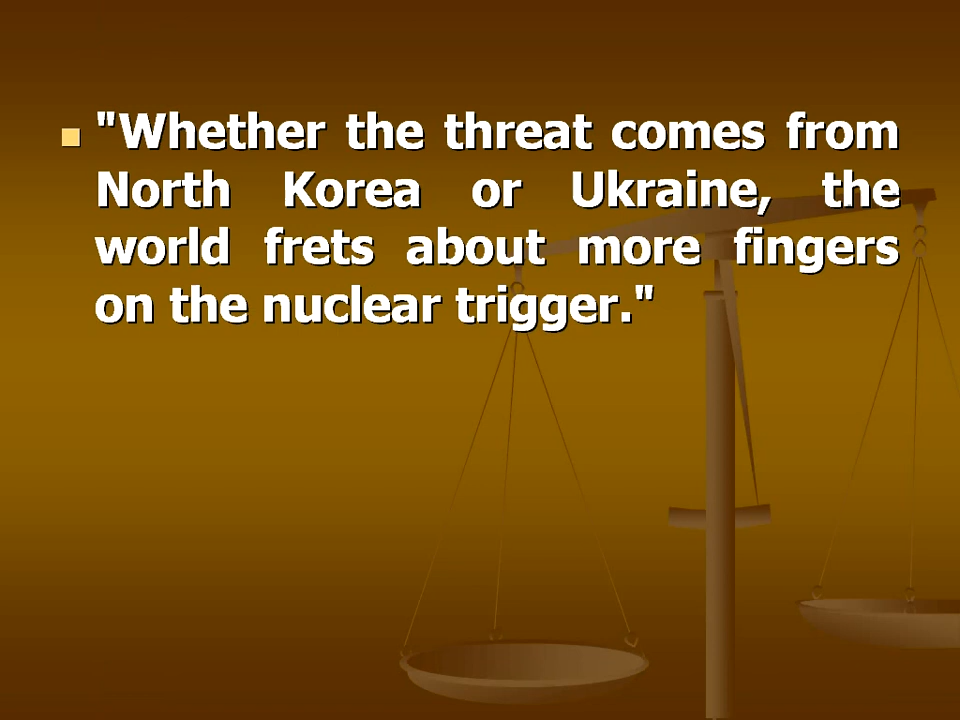 "Whether the threat comes from
North Korea or Ukraine, the
world frets about more fingers
on the nuclear trigger."